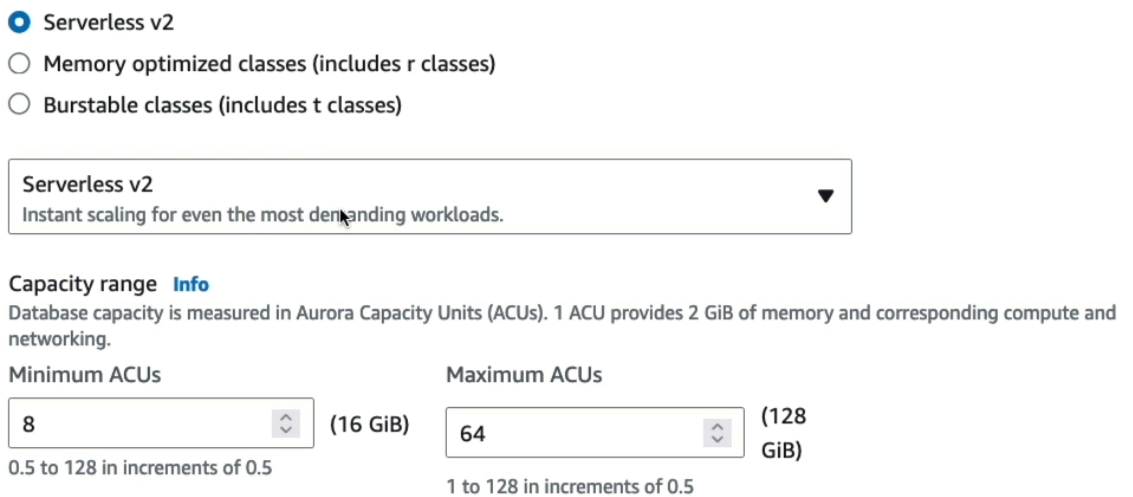 Serverless v2
Memory optimized classes (includes r classes)
Burstable classes (includes t classes)
Serverless v2
Instant scaling for even the most demanding workloads.
Capacity range Info
Database capacity is measured in Aurora Capacity Units (ACUs). 1 ACU provides 2 GiB of memory and corresponding compute and
networking.
Minimum ACUs
8 (16 GiB)
0.5 to 128 in increments of 0.5
Maximum ACUs
64 (128
GiB)
1 to 128 in increments of 0.5